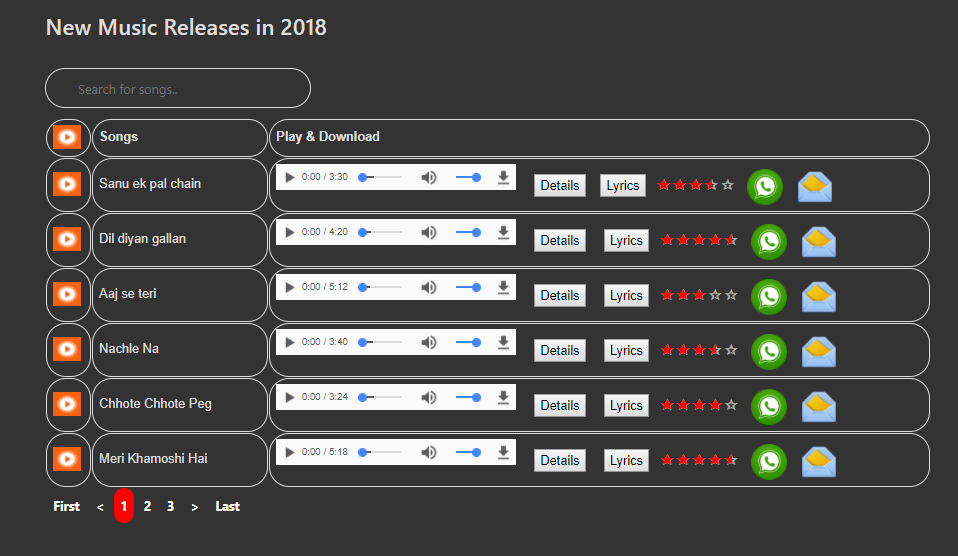 New Music Releases in 2018
Search for songs..
Songs Play & Download
Sanu ek pal chain 0:00 / 3:30 Details Lyrics
Dil diyan gallan 0:00 / 4:20 Details Lyrics
Aaj se teri 0:00 / 5:12 Details Lyrics
Nachle Na 0:00 / 3:40 Details Lyrics
Chhote Chhote Peg 0:00 / 3:24 Details Lyrics
Meri Khamoshi Hai 0:00 / 5:18 Details Lyrics
First < 1 2 3 > Last